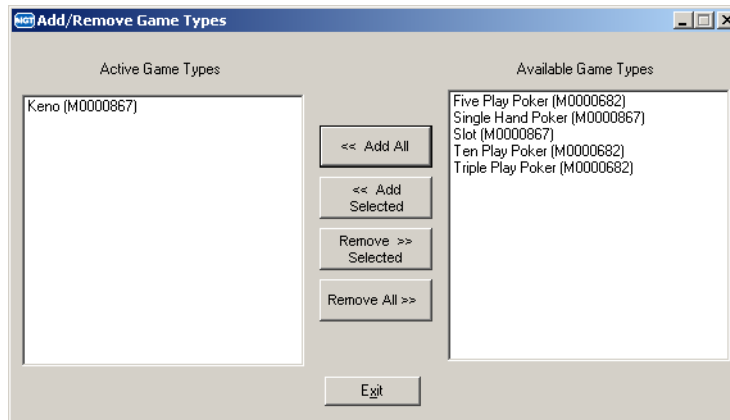 IGT Add/Remove Game Types
Active Game Types
Available Game Types
Keno (M0000867)
Five Play Poker (M0000682)
Single Hand Poker (M0000867)
Slot (M0000867)
Ten Play Poker (M0000682)
Triple Play Poker (M0000682)
<< Add All
<< Add
Selected
Remove >>
Selected
Remove All >>
Exit